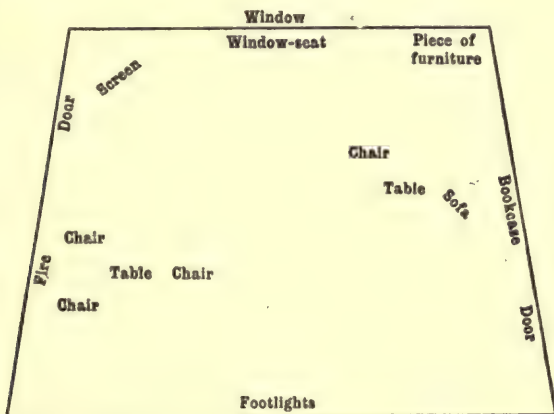 Window
Window-seat
Piece of
furniture
Screen
Door
Chair
Table
Sofa
Bookcase
Chair
Fire
Table
Chair
Chair
Door
Footlights